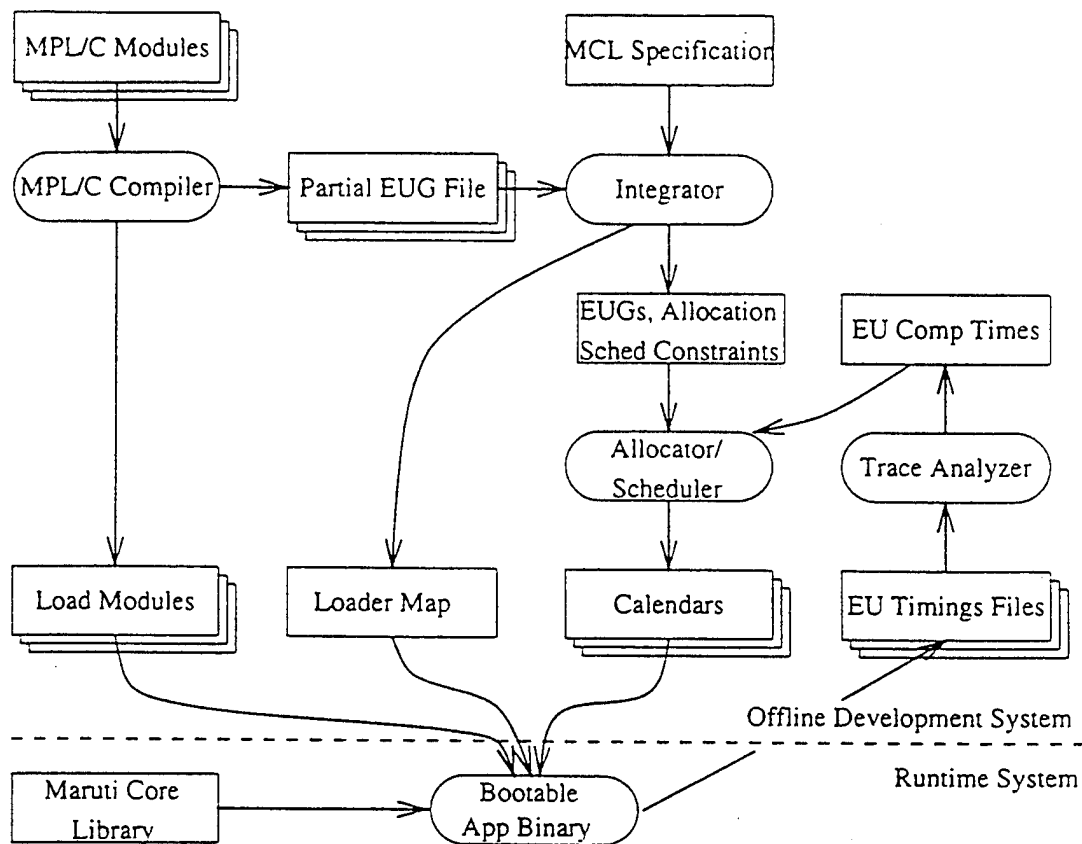 MPL/C Modules
MCL Specification
MPL/C Compiler
Partial EUG File
Integrator
EUGs, Allocation
Sched Constraints
EU Comp Times
Allocator/
Scheduler
Trace Analyzer
Load Modules
Loader Map
Calendars
EU Timings Files
Offline Development System
Runtime System
Maruti Core
Library
Bootable
App Binary